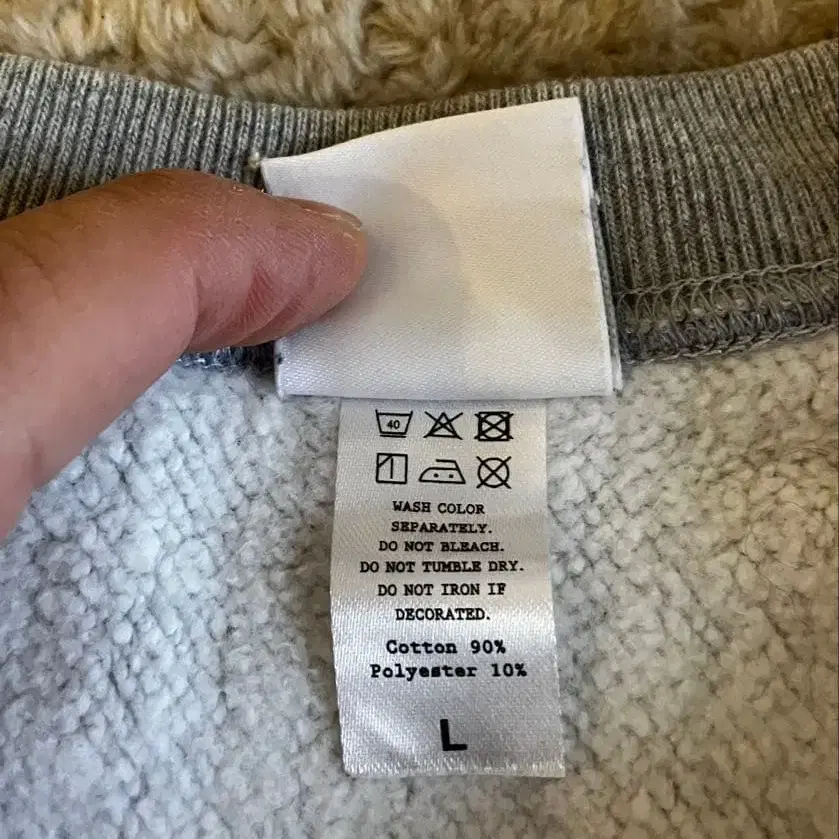 40
WASH COLOR
SEPARATELY.
DO NOT BLEACH.
DO NOT TUMBLE DRY.
DO NOT IRON IF
DECORATED.
Cotton 90%
Polyester 10%
L